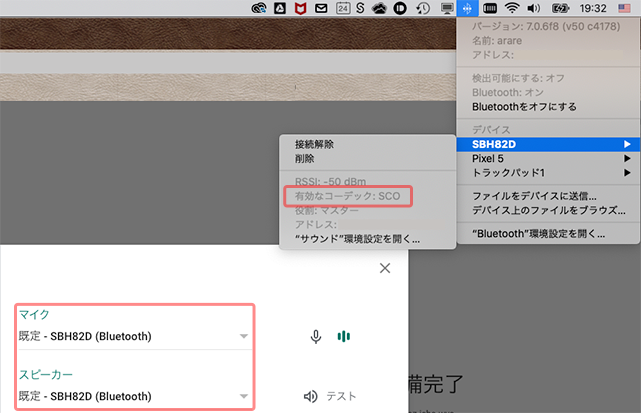 24
19:32
バージョン: 7.0.6f8 (v50 c4178)
名前: arare
アドレス:
検出可能にする: オフ
Bluetooth: オン
Bluetoothをオフにする
デバイス
SBH82D
Pixel 5
トラックパッド1
ファイルをデバイスに送信...
デバイス上のファイルをブラウズ...
“Bluetooth”環境設定を開く...
接続解除
削除
RSSI: -50 dBm
有効なコーデック: SCO
役割: マスター
アドレス:
“サウンド”環境設定を開く...
マイク
既定 - SBH82D (Bluetooth)
スピーカー
既定 - SBH82D (Bluetooth)
テスト
備完了